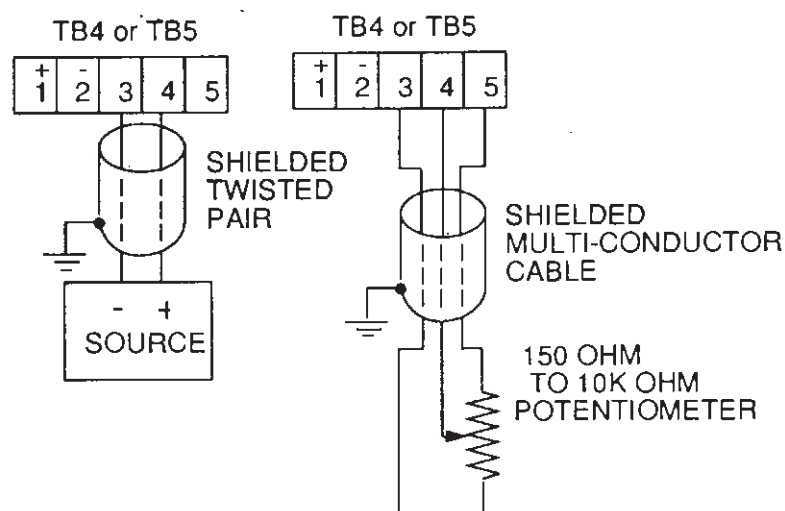 TB4 or TB5
+ -
1 2 3 4 5
SHIELDED
TWISTED
PAIR
- +
SOURCE
TB4 or TB5
+ -
1 2 3 4 5
SHIELDED
MULTI-CONDUCTOR
CABLE
150 OHM
TO 10K OHM
POTENTIOMETER